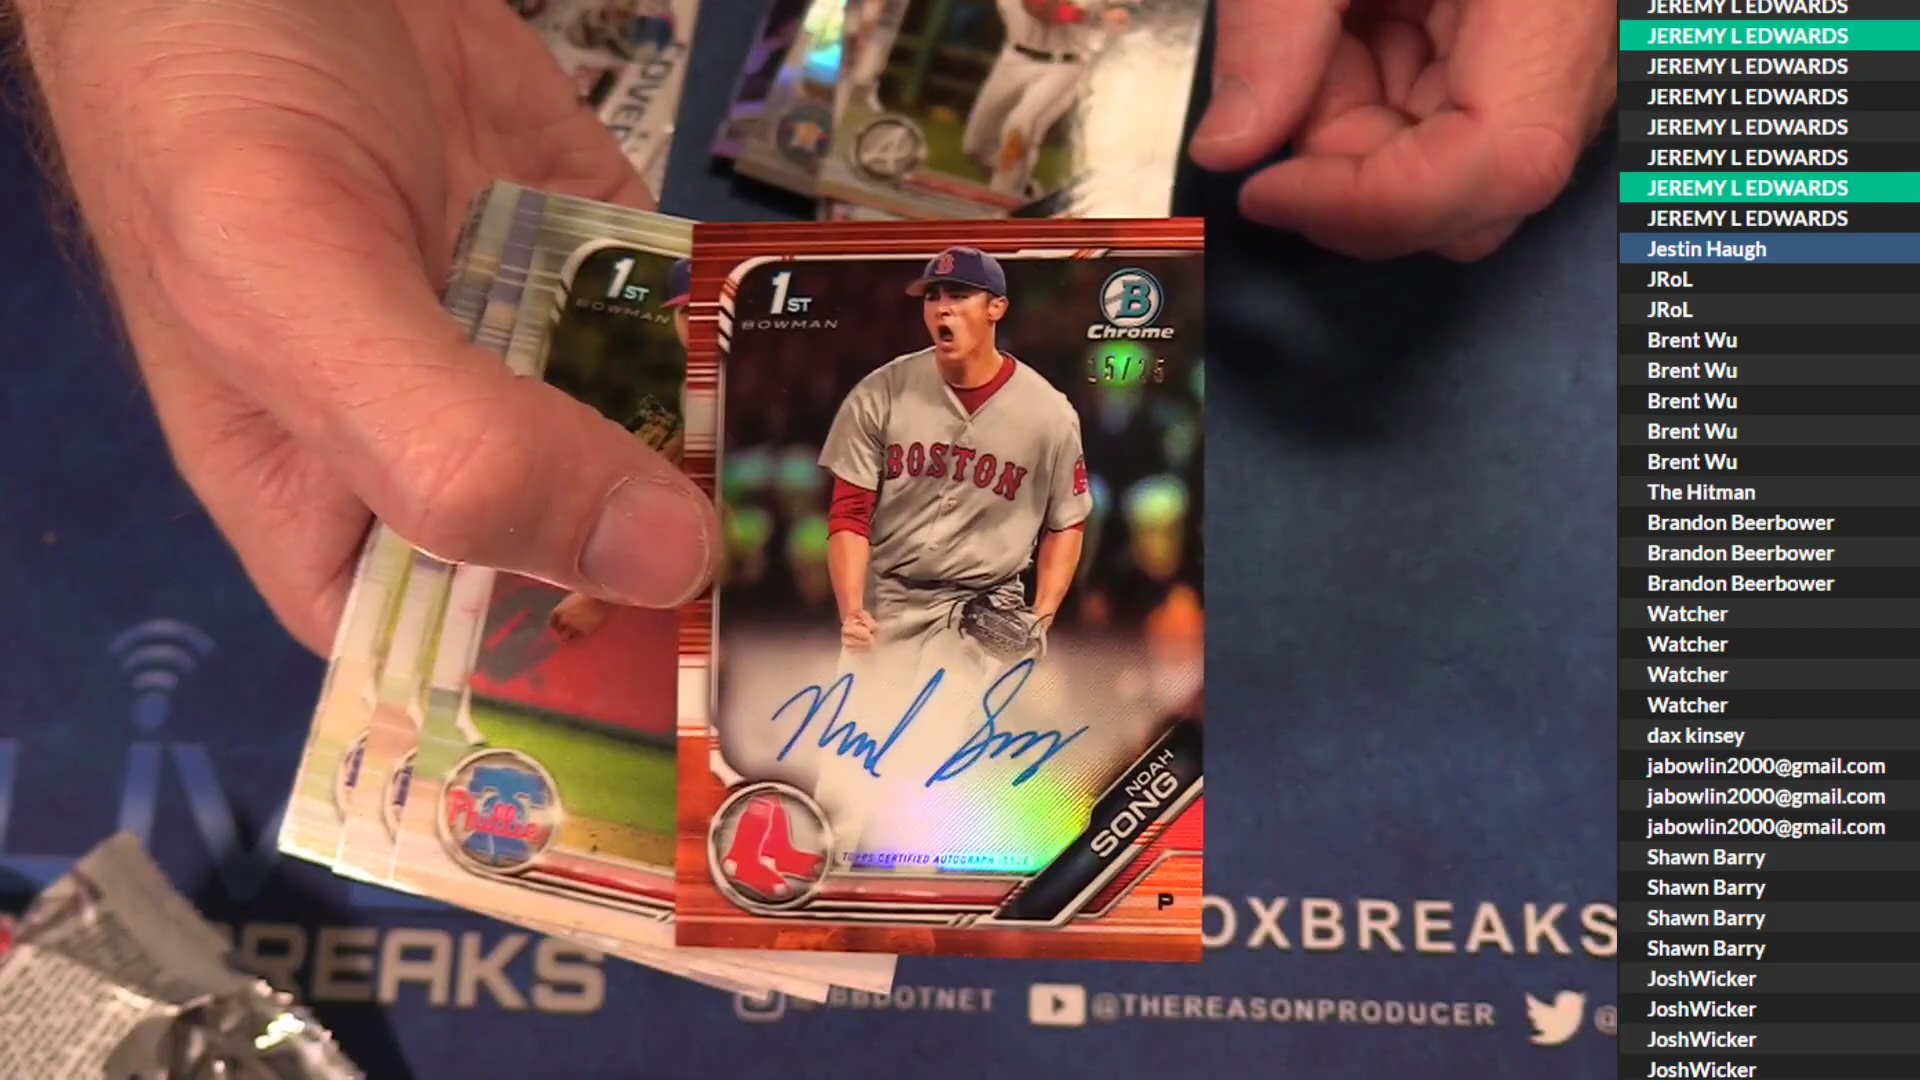 1ST
BOWMAN
1ST
BOWMAN
B
Chrome
BOSTON
NOAH
SONG
TOPPS CERTIFIED AUTOGRAPH ISSUE
P
Phillies
A
LIVE
BREAKS
OXBREAKS
BBDOTNET
@THEREASONPRODUCER
@
JEREMY L EDWARDS
JEREMY L EDWARDS
JEREMY L EDWARDS
JEREMY L EDWARDS
JEREMY L EDWARDS
JEREMY L EDWARDS
JEREMY L EDWARDS
JEREMY L EDWARDS
Jestin Haugh
JRoL
JRoL
Brent Wu
Brent Wu
Brent Wu
Brent Wu
Brent Wu
The Hitman
Brandon Beerbower
Brandon Beerbower
Brandon Beerbower
Watcher
Watcher
Watcher
Watcher
dax kinsey
jabowlin2000@gmail.com
jabowlin2000@gmail.com
jabowlin2000@gmail.com
Shawn Barry
Shawn Barry
Shawn Barry
Shawn Barry
JoshWicker
JoshWicker
JoshWicker
JoshWicker